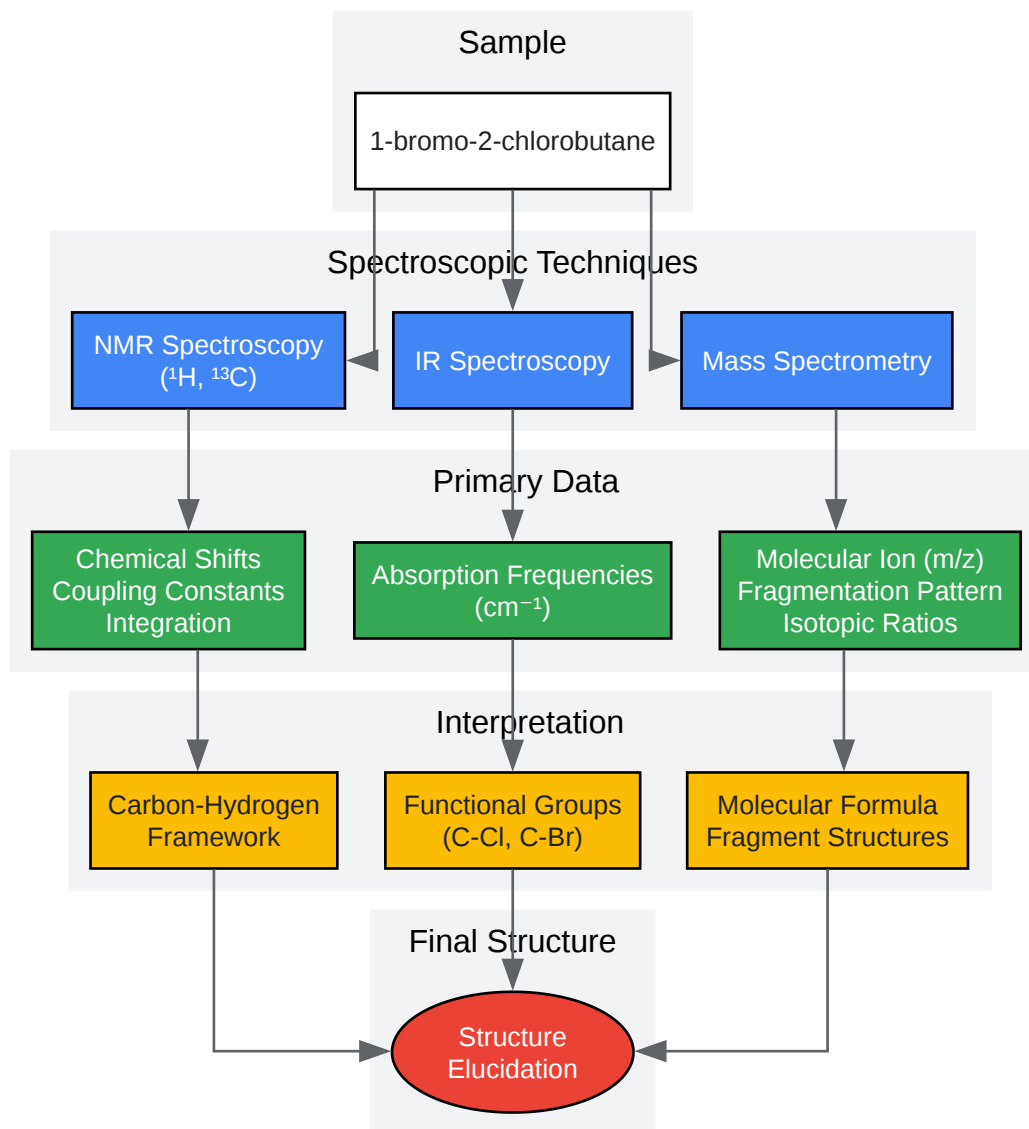 Sample
1-bromo-2-chlorobutane
Spectroscopic Techniques
NMR Spectroscopy
(¹H, ¹³C)
IR Spectroscopy
Mass Spectrometry
Primary Data
Chemical Shifts
Coupling Constants
Integration
Absorption Frequencies
(cm⁻¹)
Molecular Ion (m/z)
Fragmentation Pattern
Isotopic Ratios
Interpretation
Carbon-Hydrogen
Framework
Functional Groups
(C-Cl, C-Br)
Molecular Formula
Fragment Structures
Final Structure
Structure
Elucidation